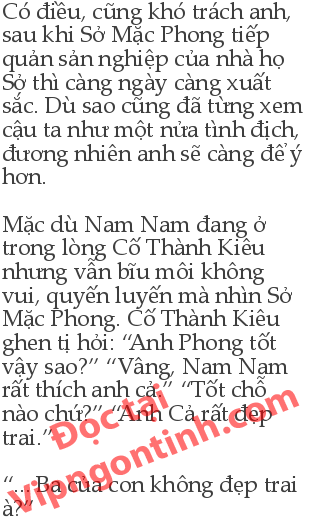 Có điều, cũng khó trách anh,
sau khi Sở Mặc Phong tiếp
quản sản nghiệp của nhà họ
Sở thì càng ngày càng xuất
sắc. Dù sao cũng đã từng xem
cậu ta như một nửa tình địch,
đương nhiên anh sẽ càng để ý
hơn.
Mặc dù Nam Nam đang ở
trong lòng Cố Thành Kiêu
nhưng vẫn bĩu môi không
vui, quyến luyến mà nhìn Sở
Mặc Phong. Cố Thành Kiêu
ghen tị hỏi: “Anh Phong tốt
vậy sao?” “Vâng, Nam Nam
rất thích anh cả.” “Tốt chỗ
nào chứ?” “Anh Cả rất đẹp
trai.”
“... Ba của con không đẹp trai
à?”
Đọc tại
Vipngontinh.com